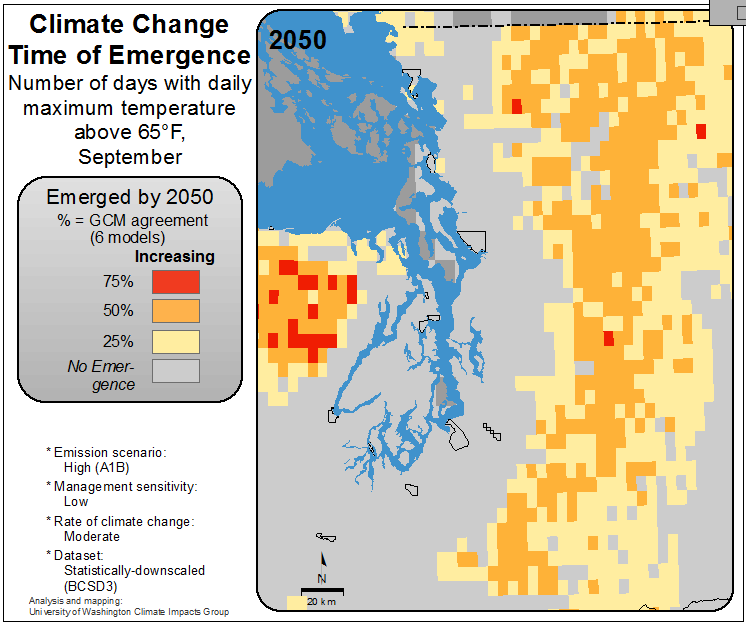 Climate Change
Time of Emergence
Number of days with daily
maximum temperature
above 65°F,
September
Emerged by 2050
% = GCM agreement
(6 models)
Increasing
75%
50%
25%
No Emer-
gence
* Emission scenario:
High (A1B)
* Management sensitivity:
Low
* Rate of climate change:
Moderate
* Dataset:
Statistically-downscaled
(BCSD3)
Analysis and mapping:
University of Washington Climate Impacts Group
2050
N
20 km